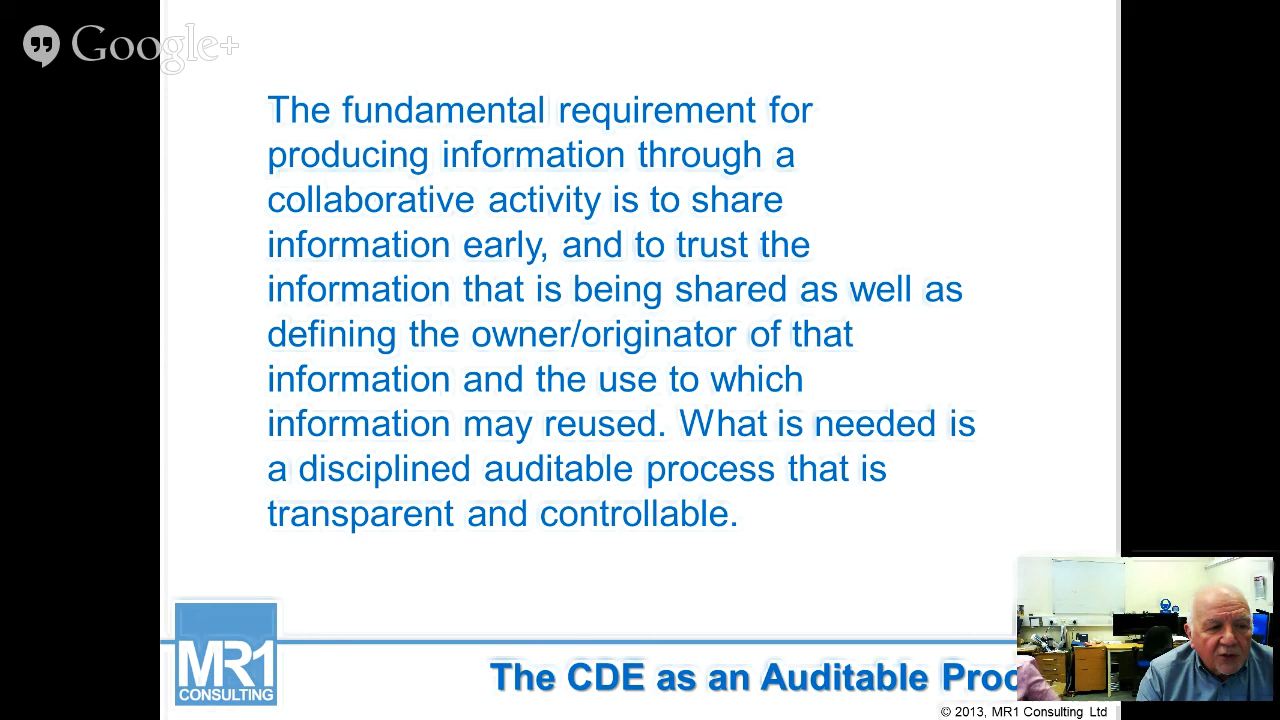 Google+
The fundamental requirement for
producing information through a
collaborative activity is to share
information early, and to trust the
information that is being shared as well as
defining the owner/originator of that
information and the use to which
information may reused. What is needed is
a disciplined auditable process that is
transparent and controllable.
MR1
CONSULTING
The CDE as an Auditable Proc
© 2013, MR1 Consulting Ltd